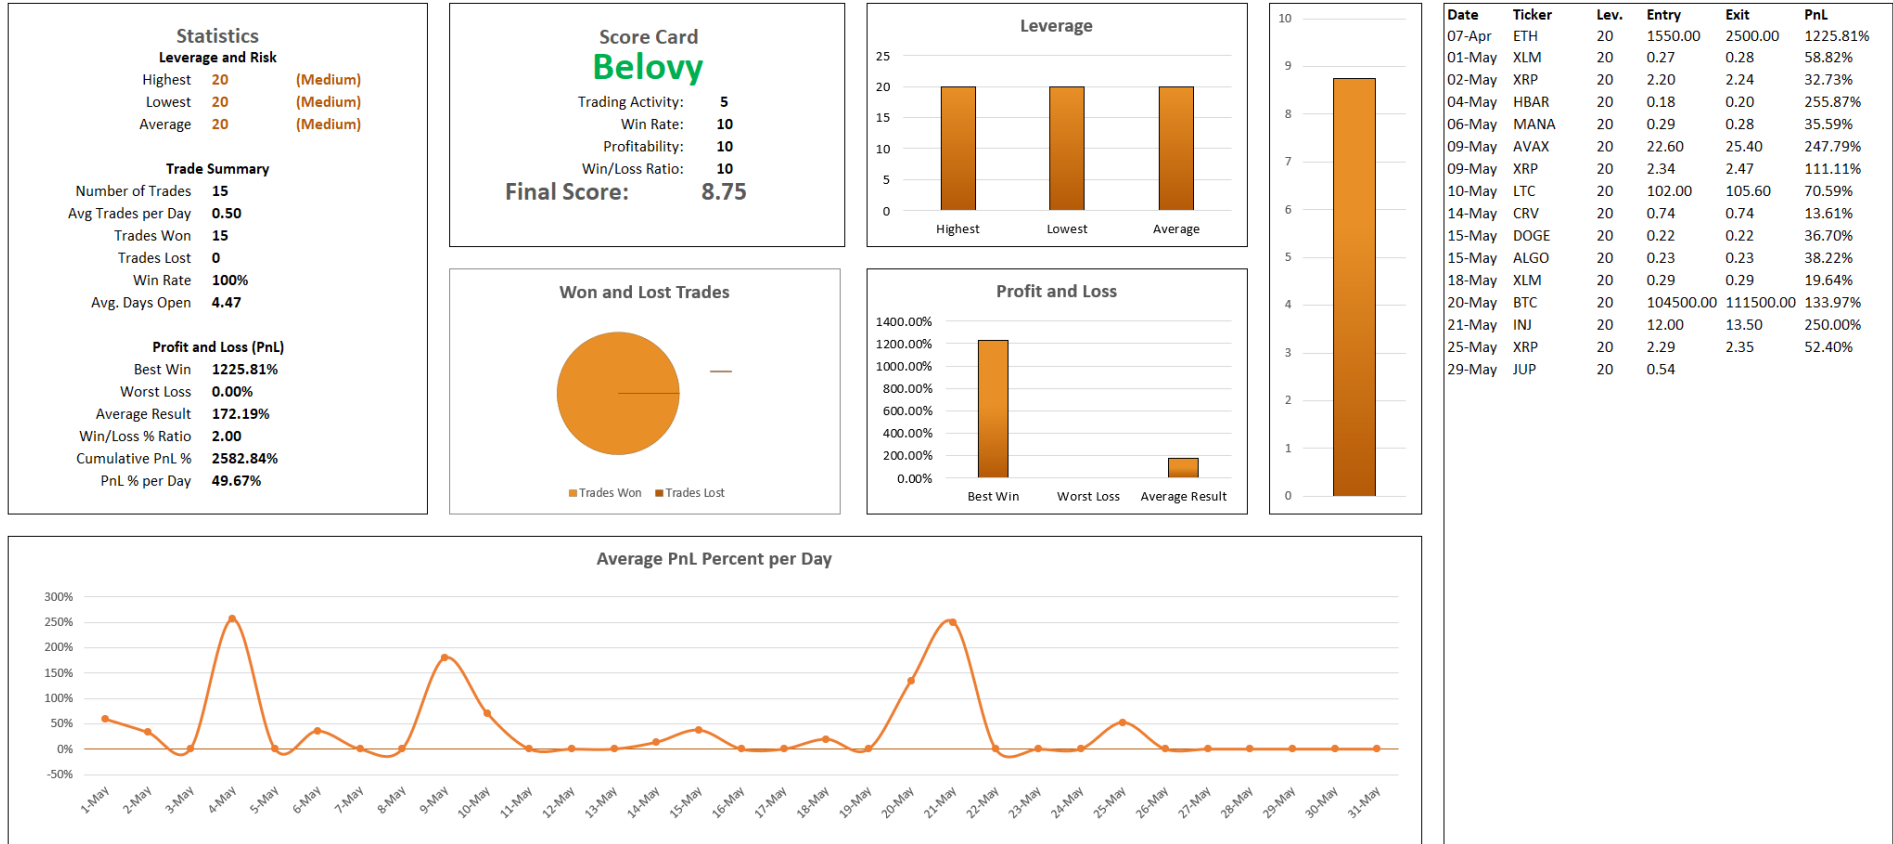 Statistics
Leverage and Risk
Highest 20 (Medium)
Lowest 20 (Medium)
Average 20 (Medium)
Trade Summary
Number of Trades 15
Avg Trades per Day 0.50
Trades Won 15
Trades Lost 0
Win Rate 100%
Avg. Days Open 4.47
Profit and Loss (PnL)
Best Win 1225.81%
Worst Loss 0.00%
Average Result 172.19%
Win/Loss % Ratio 2.00
Cumulative PnL % 2582.84%
PnL % per Day 49.67%
Score Card
Belovy
Trading Activity: 5
Win Rate: 10
Profitability: 10
Win/Loss Ratio: 10
Final Score: 8.75
Won and Lost Trades
Trades Won Trades Lost
Leverage
25
20
15
10
5
0
Highest Lowest Average
Profit and Loss
1400.00%
1200.00%
1000.00%
800.00%
600.00%
400.00%
200.00%
0.00%
Best Win Worst Loss Average Result
10
9
8
7
6
5
4
3
2
1
0
Date Ticker Lev. Entry Exit PnL
07-Apr ETH 20 1550.00 2500.00 1225.81%
01-May XLM 20 0.27 0.28 58.82%
02-May XRP 20 2.20 2.24 32.73%
04-May HBAR 20 0.18 0.20 255.87%
06-May MANA 20 0.29 0.28 35.59%
09-May AVAX 20 22.60 25.40 247.79%
09-May XRP 20 2.34 2.47 111.11%
10-May LTC 20 102.00 105.60 70.59%
14-May CRV 20 0.74 0.74 13.61%
15-May DOGE 20 0.22 0.22 36.70%
15-May ALGO 20 0.23 0.23 38.22%
18-May XLM 20 0.29 0.29 19.64%
20-May BTC 20 104500.00 111500.00 133.97%
21-May INJ 20 12.00 13.50 250.00%
25-May XRP 20 2.29 2.35 52.40%
29-May JUP 20 0.54
Average PnL Percent per Day
300%
250%
200%
150%
100%
50%
0%
-50%
1-May 2-May 3-May 4-May 5-May 6-May 7-May 8-May 9-May 10-May 11-May 12-May 13-May 14-May 15-May 16-May 17-May 18-May 19-May 20-May 21-May 22-May 23-May 24-May 25-May 26-May 27-May 28-May 29-May 30-May 31-May